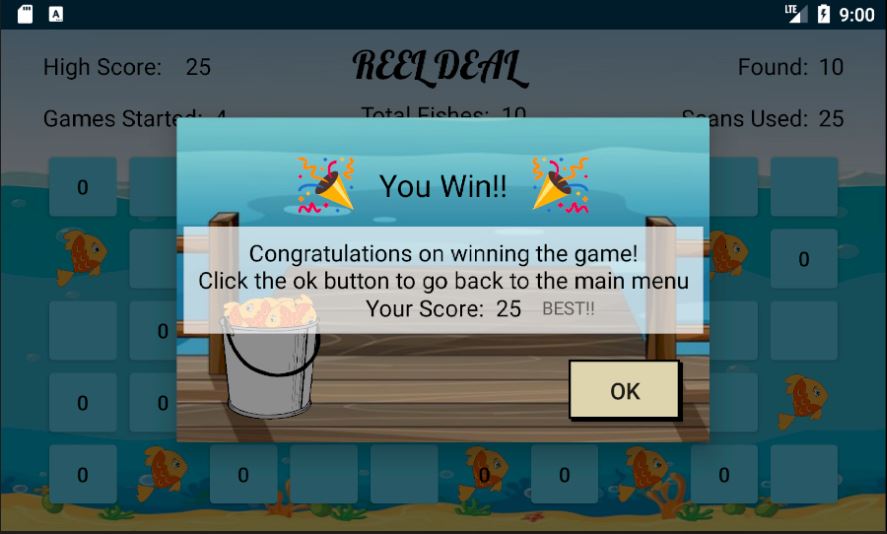 LTE 9:00
High Score: 25 REEL DEAL Found: 10
Games Started: 4 Total Fishes: 10 Scans Used: 25
0
You Win!!
Congratulations on winning the game!
0
Click the ok button to go back to the main menu
Your Score: 25 BEST!!
0
0 0 OK
0 0 0 0 0